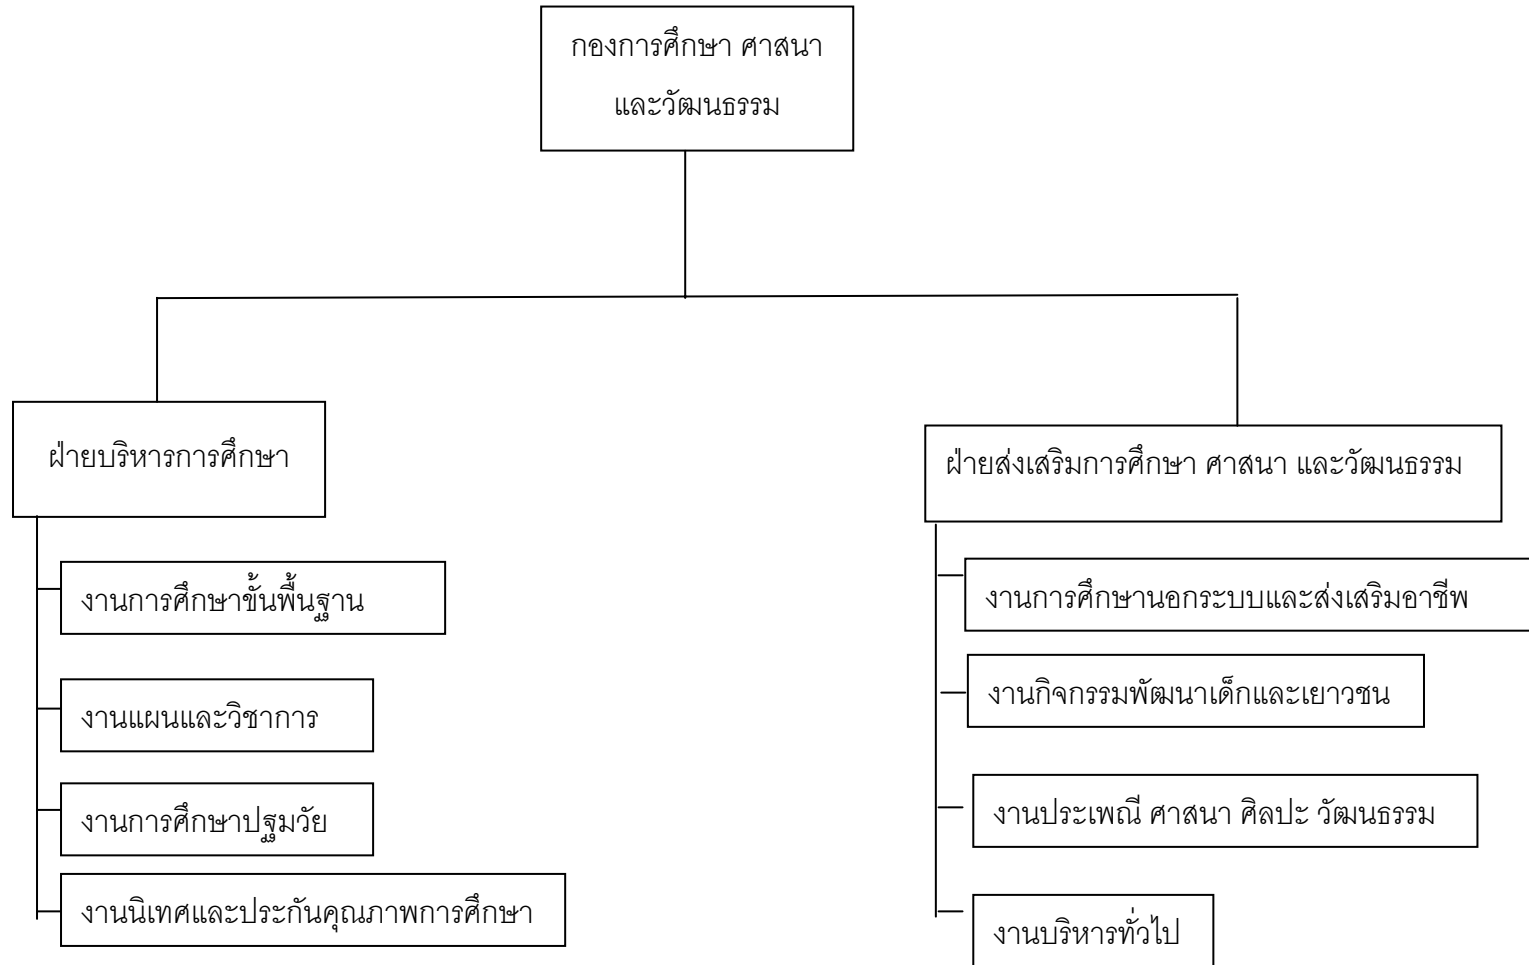 กองการศึกษา ศาสนา
และวัฒนธรรม
ฝ่ายบริหารการศึกษา
งานการศึกษาขั้นพื้นฐาน
งานแผนและวิชาการ
งานการศึกษาปฐมวัย
งานนิเทศและประกันคุณภาพการศึกษา
ฝ่ายส่งเสริมการศึกษา ศาสนา และวัฒนธรรม
งานการศึกษานอกระบบและส่งเสริมอาชีพ
งานกิจกรรมพัฒนาเด็กและเยาวชน
งานประเพณี ศาสนา ศิลปะ วัฒนธรรม
งานบริหารทั่วไป